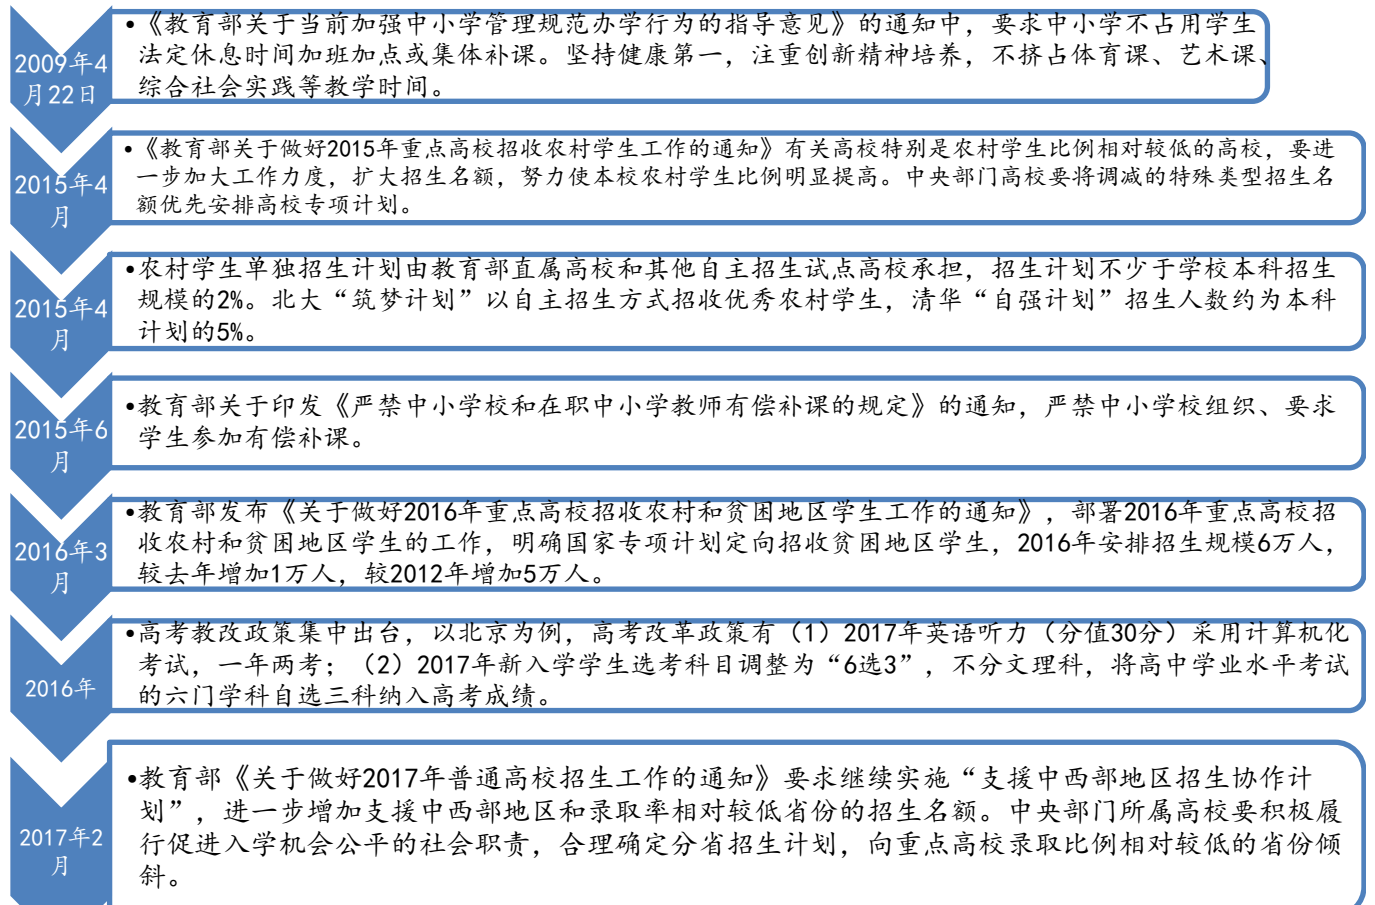 2009年4
月22日
•《教育部关于当前加强中小学管理规范办学行为的指导意见》的通知中，要求中小学不占用学生
法定休息时间加班加点或集体补课。坚持健康第一，注重创新精神培养，不挤占体育课、艺术课、
综合社会实践等教学时间。
2015年4
月
•《教育部关于做好2015年重点高校招收农村学生工作的通知》有关高校特别是农村学生比例相对较低的高校，要进
一步加大工作力度，扩大招生名额，努力使本校农村学生比例明显提高。中央部门高校要将调减的特殊类型招生名
额优先安排高校专项计划。
2015年4
月
•农村学生单独招生计划由教育部直属高校和其他自主招生试点高校承担，招生计划不少于学校本科招生
规模的2%。北大“筑梦计划”以自主招生方式招收优秀农村学生，清华“自强计划”招生人数约为本科
计划的5%。
2015年6
月
•教育部关于印发《严禁中小学校和在职中小学教师有偿补课的规定》的通知，严禁中小学校组织、要求
学生参加有偿补课。
2016年3
月
•教育部发布《关于做好2016年重点高校招收农村和贫困地区学生工作的通知》，部署2016年重点高校招
收农村和贫困地区学生的工作，明确国家专项计划定向招收贫困地区学生，2016年安排招生规模6万人，
较去年增加1万人，较2012年增加5万人。
2016年
•高考教改政策集中出台，以北京为例，高考改革政策有（1）2017年英语听力（分值30分）采用计算机化
考试，一年两考；（2）2017年新入学学生选考科目调整为“6选3”，不分文理科，将高中学业水平考试
的六门学科自选三科纳入高考成绩。
2017年2
月
•教育部《关于做好2017年普通高校招生工作的通知》要求继续实施“支援中西部地区招生协作计
划”，进一步增加支援中西部地区和录取率相对较低省份的招生名额。中央部门所属高校要积极履
行促进入学机会公平的社会职责，合理确定分省招生计划，向重点高校录取比例相对较低的省份倾
斜。